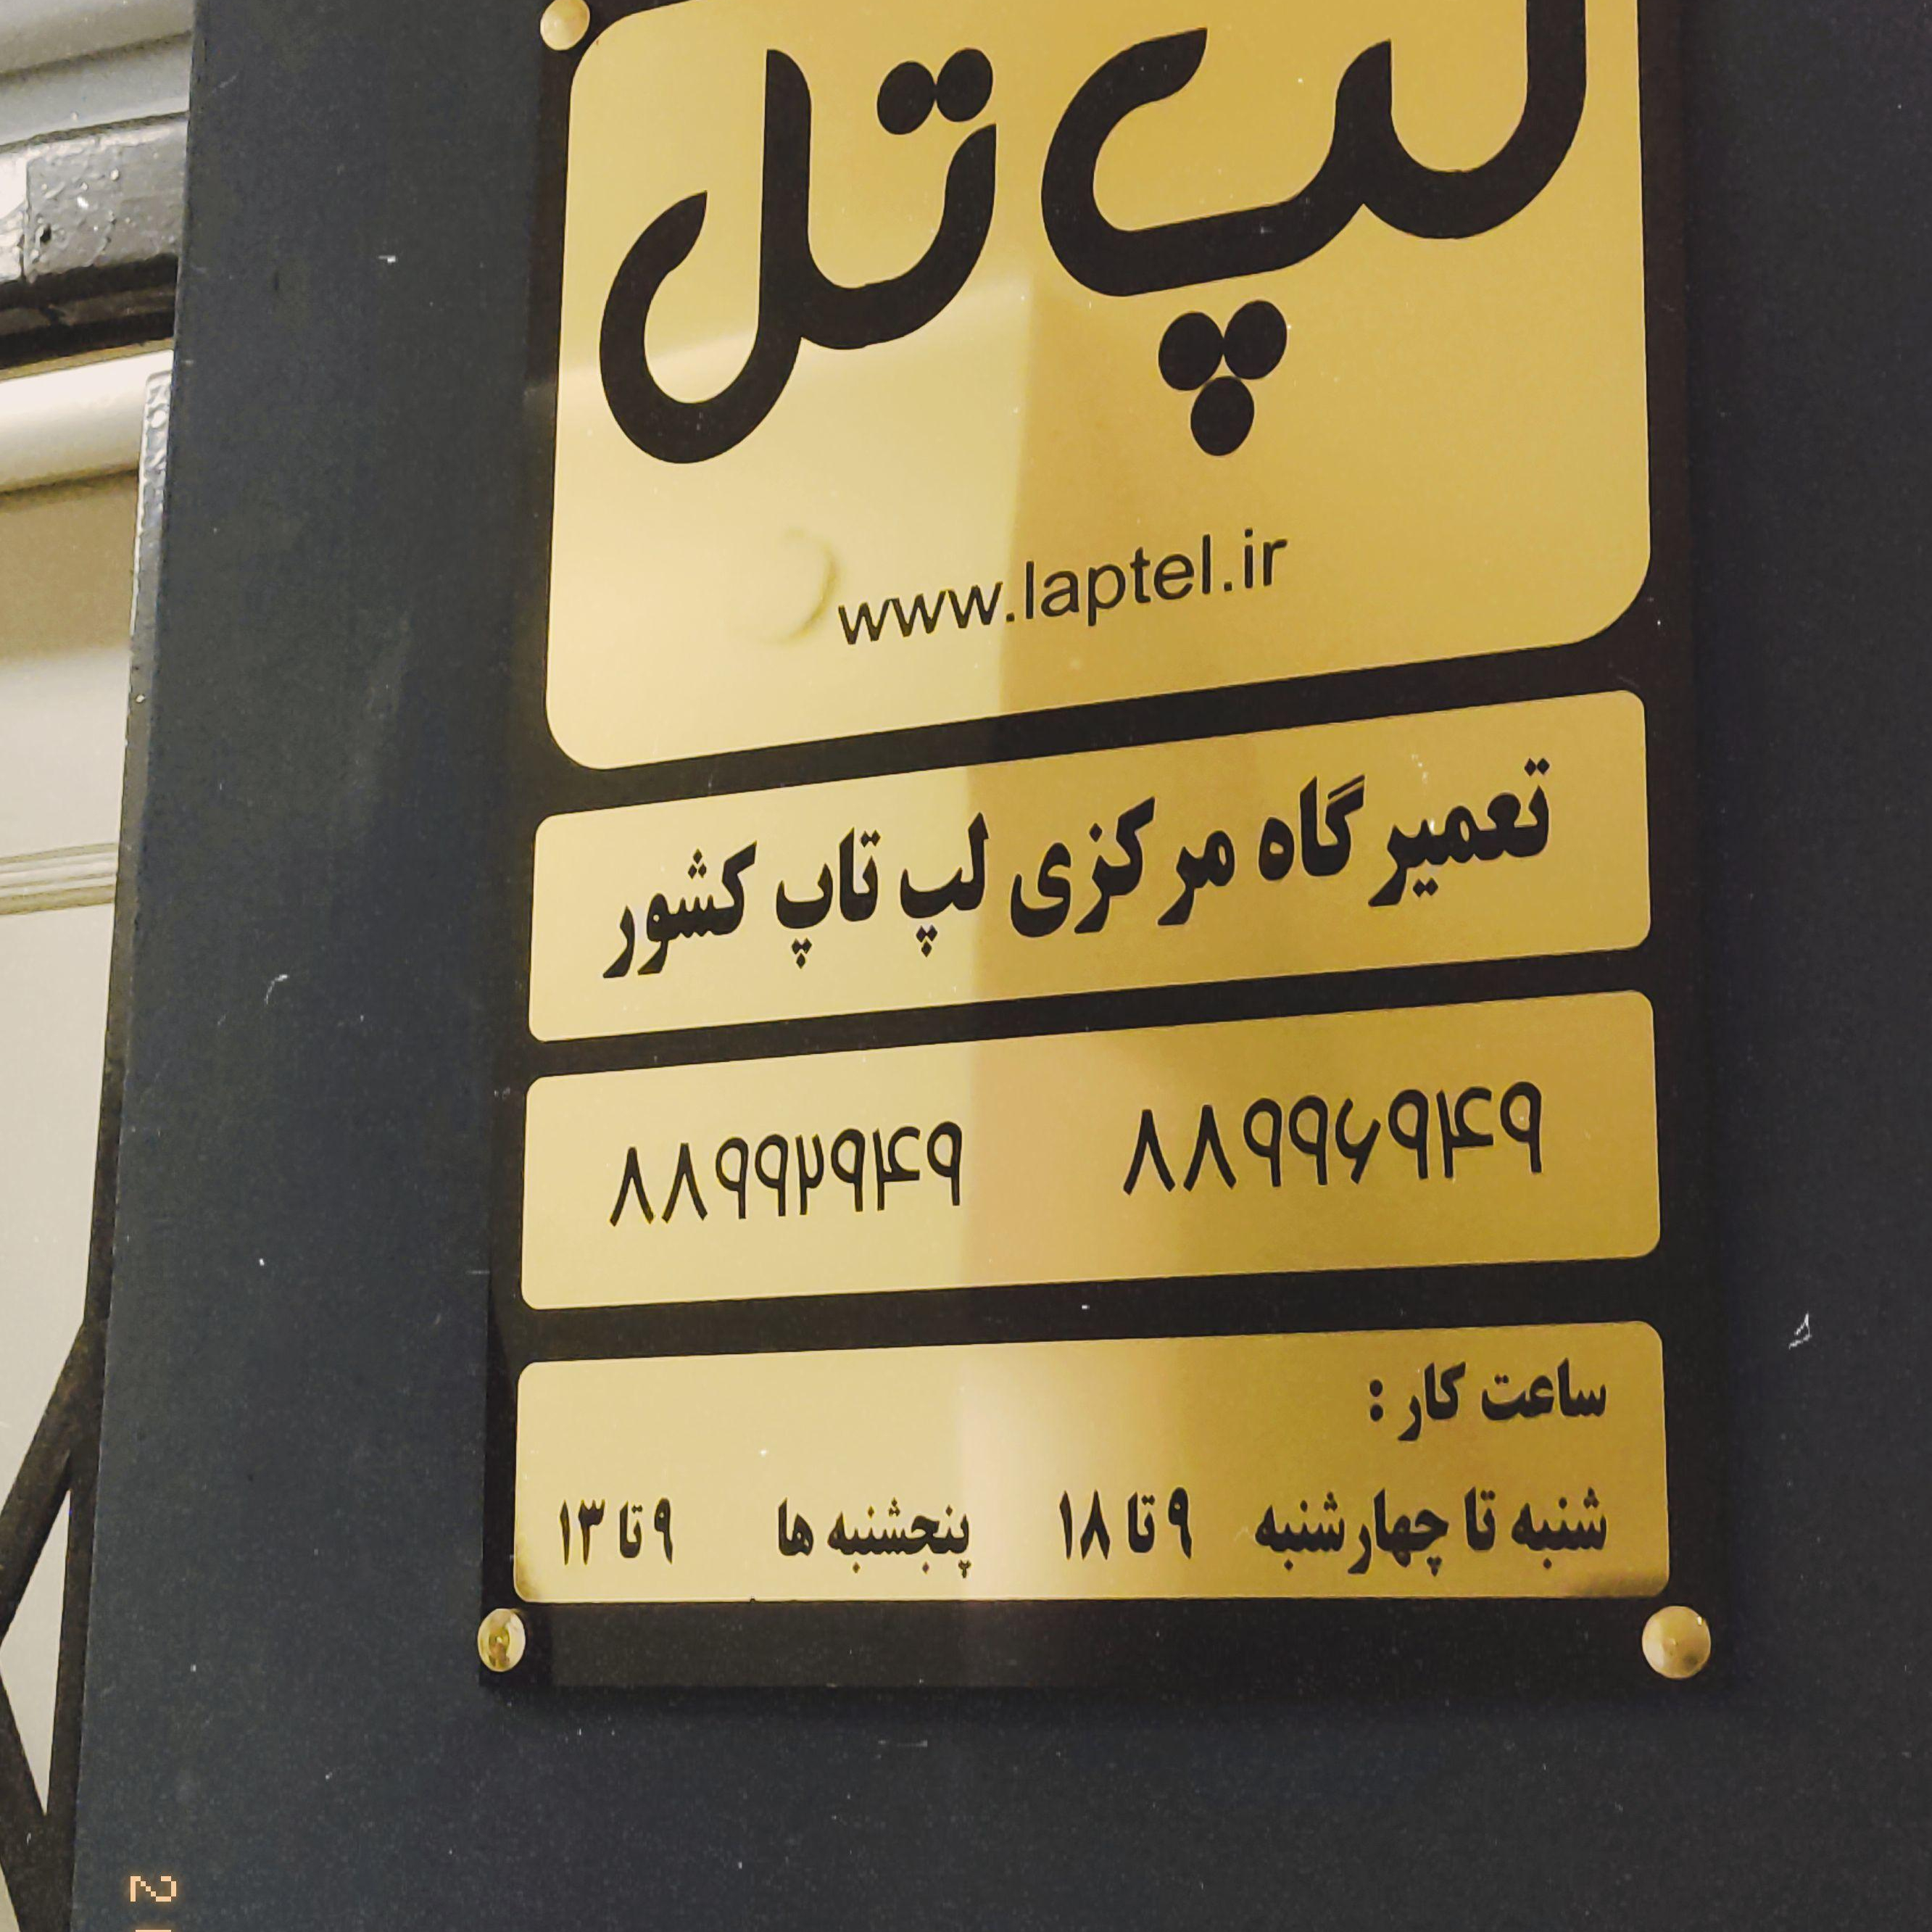 لپ تل
www.laptel.ir
تعمیرگاه مرکزی لپ تاپ کشور
۸۸۹۹۲۹۴۹ ۸۸۹۹۶۹۴۹
ساعت کار :
شنبه تا چهارشنبه ۹ تا ۱۸ پنجشنبه ها ۹ تا ۱۳